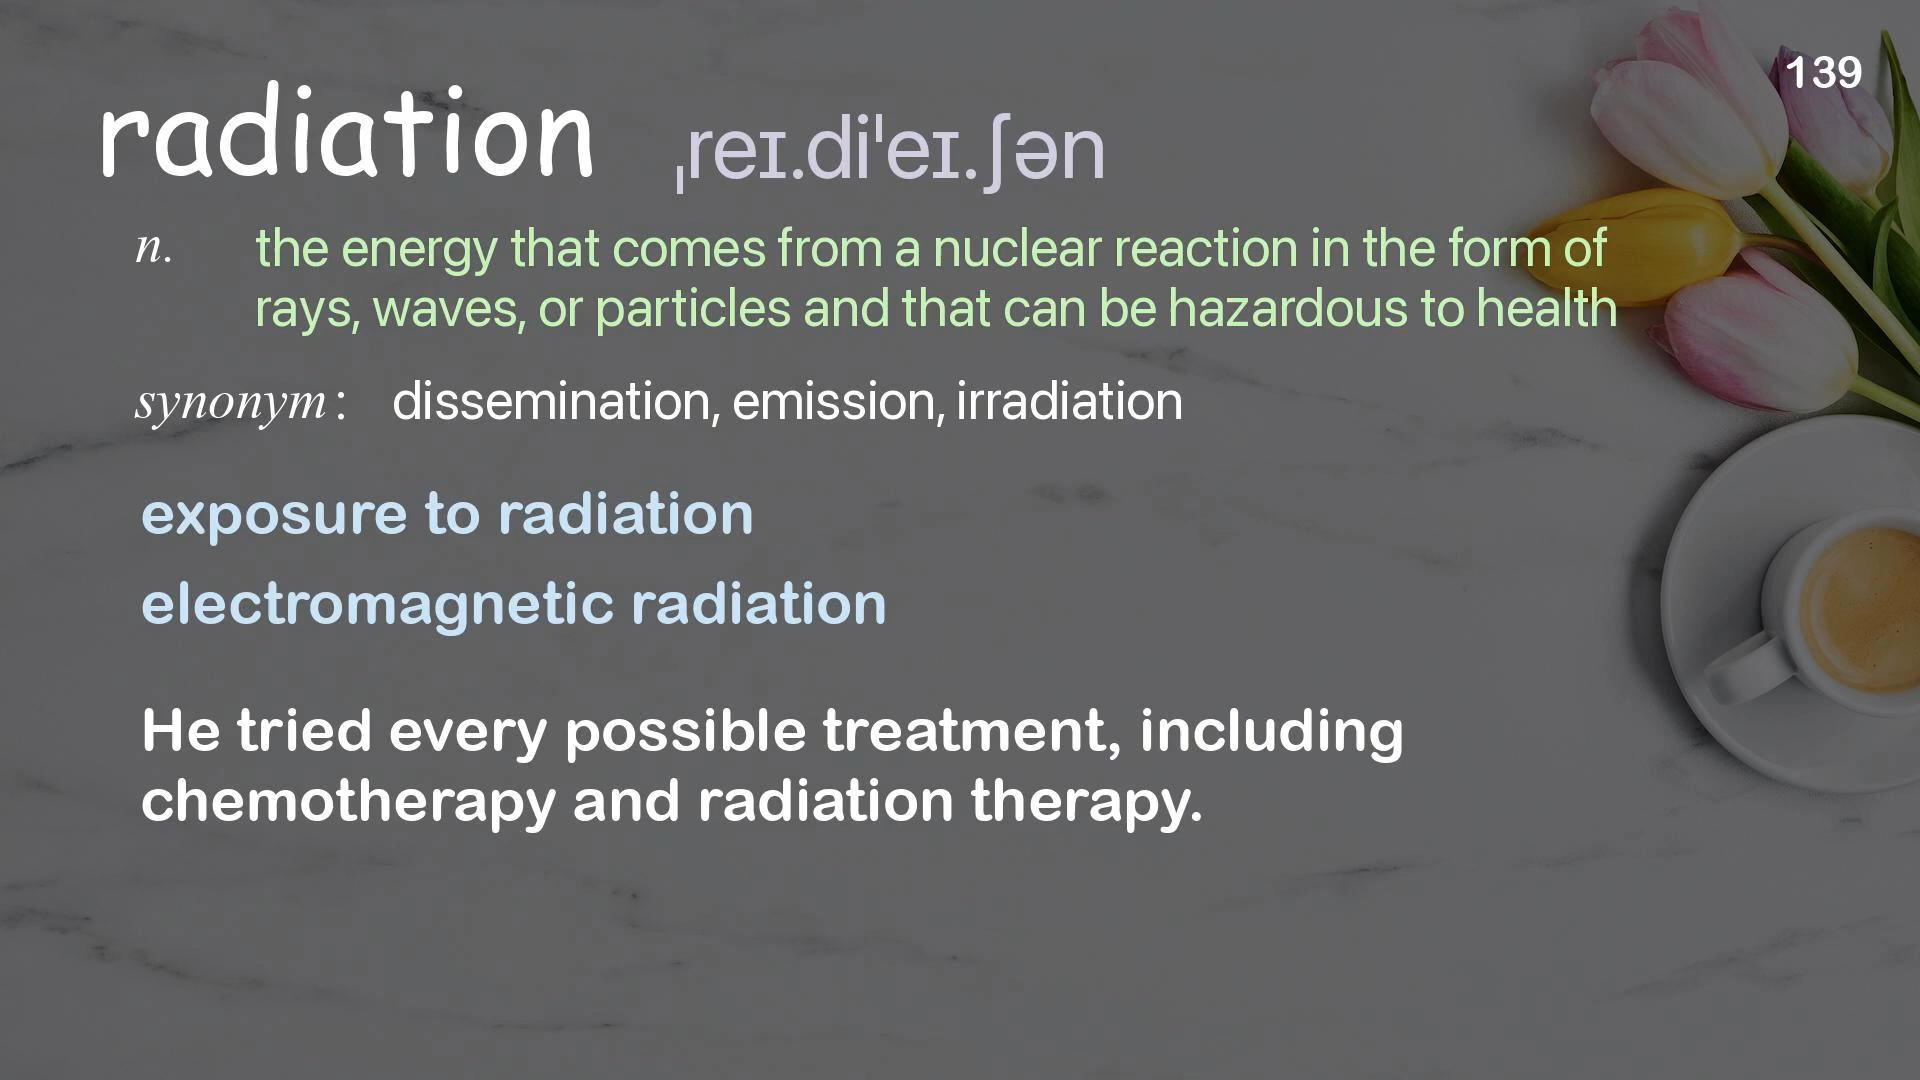 139
radiation ˌreɪ.diˈeɪ.ʃən
n. the energy that comes from a nuclear reaction in the form of
rays, waves, or particles and that can be hazardous to health
synonym : dissemination, emission, irradiation
exposure to radiation
electromagnetic radiation
He tried every possible treatment, including
chemotherapy and radiation therapy.